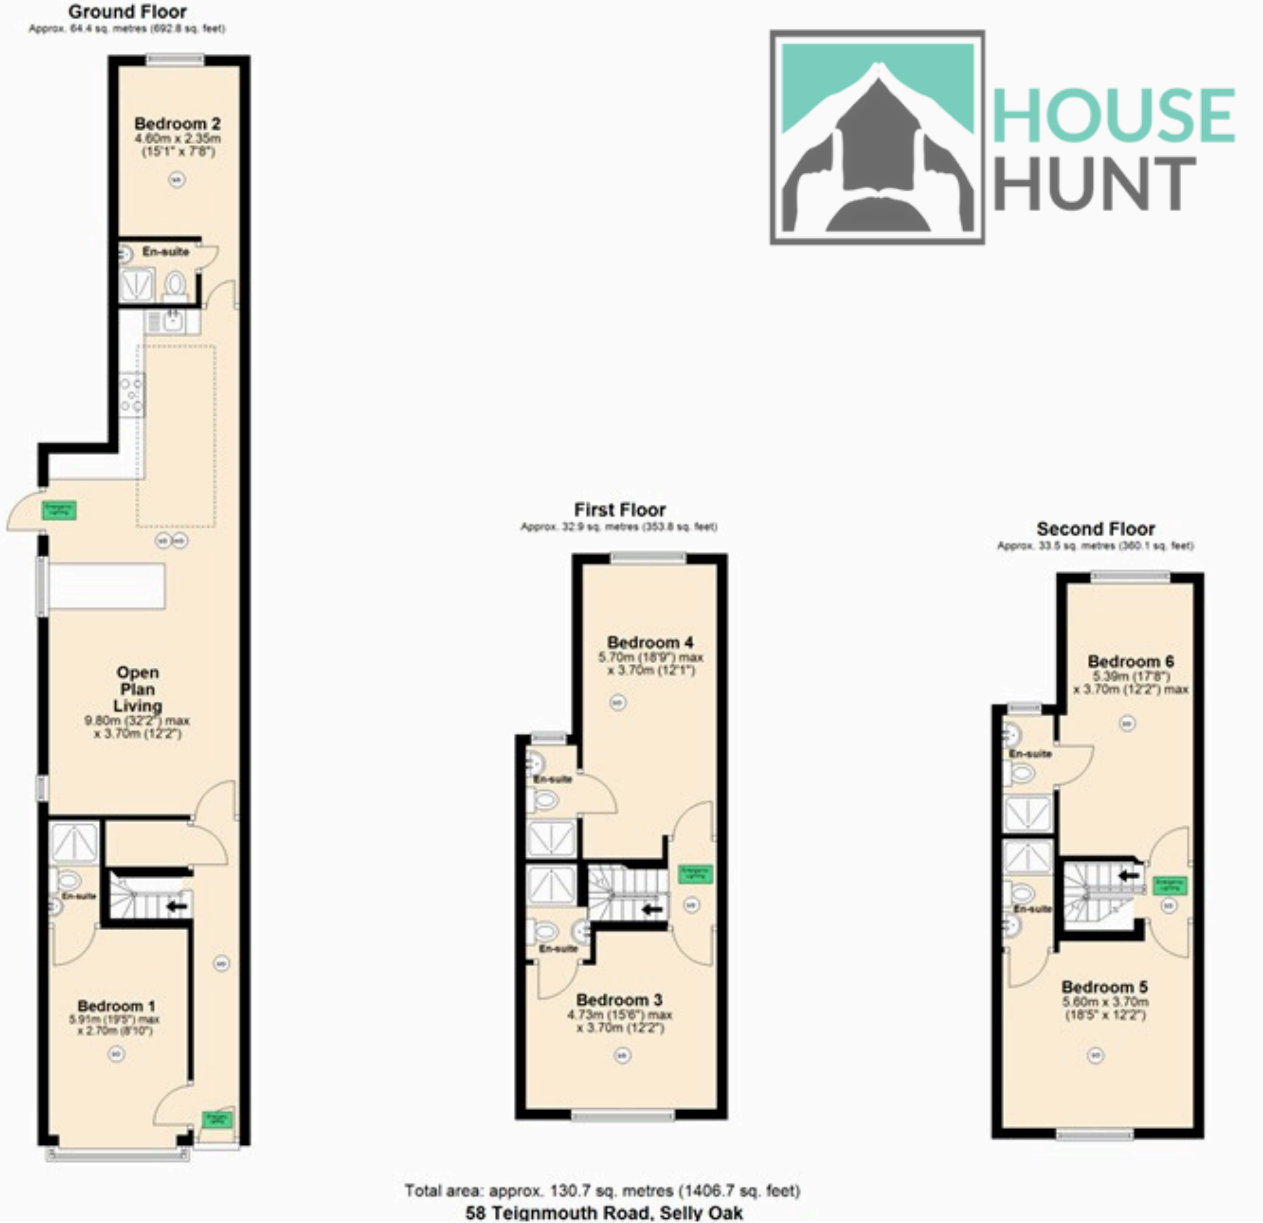 Ground Floor
Approx. 64.4 sq. metres (692.8 sq. feet)
Bedroom 2
4.60m x 2.35m
(15'1" x 7'8")
En-suite
Open
Plan
Living
9.80m (32'2") max
x 3.70m (12'2")
En-suite
Bedroom 1
5.91m (19'5") max
x 2.70m (8'10")
HOUSE
HUNT
First Floor
Approx. 32.9 sq. metres (353.8 sq. feet)
Bedroom 4
5.70m (18'9") max
x 3.70m (12'1")
En-suite
En-suite
Bedroom 3
4.73m (15'6") max
x 3.70m (12'2")
Second Floor
Approx. 33.5 sq. metres (360.1 sq. feet)
Bedroom 6
5.39m (17'8")
x 3.70m (12'2") max
En-suite
Emergency
Lighting
En-suite
Bedroom 5
5.60m x 3.70m
(18'5" x 12'2")
Total area: approx. 130.7 sq. metres (1406.7 sq. feet)
58 Teignmouth Road, Selly Oak